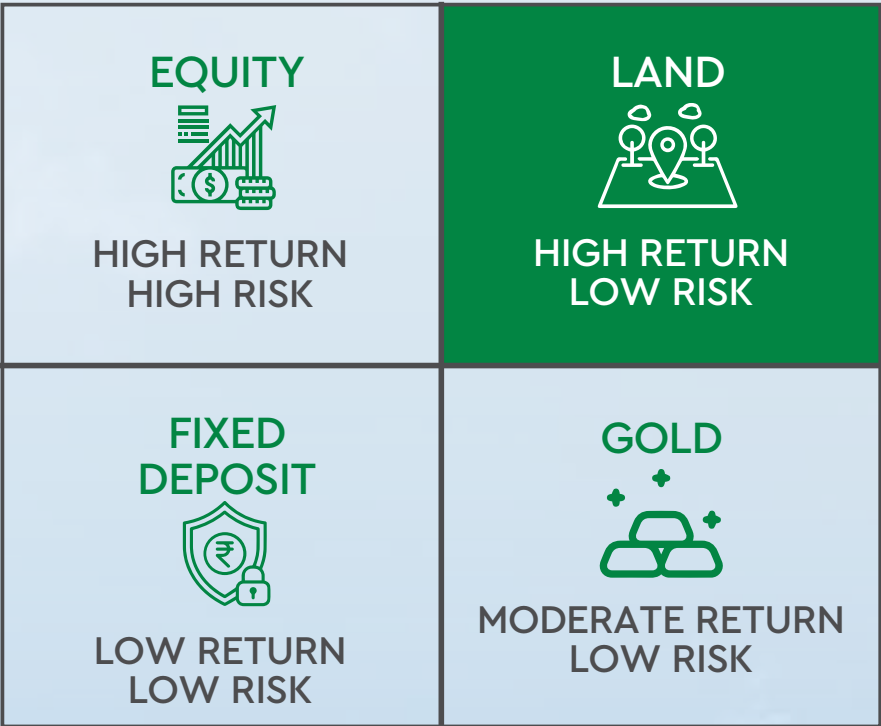 EQUITY
$
HIGH RETURN
HIGH RISK
LAND
HIGH RETURN
LOW RISK
FIXED
DEPOSIT
₹
LOW RETURN
LOW RISK
GOLD
MODERATE RETURN
LOW RISK